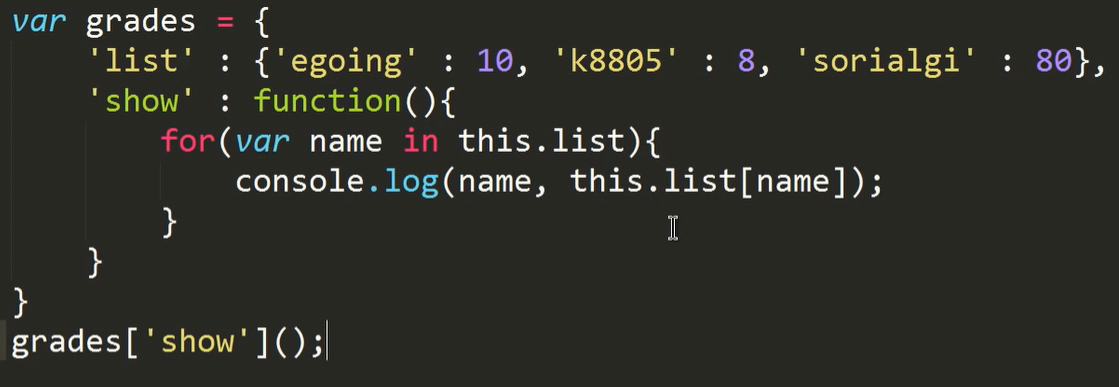 var grades = {
    'list' : {'egoing' : 10, 'k8805' : 8, 'sorialgi' : 80},
    'show' : function(){
        for(var name in this.list){
            console.log(name, this.list[name]);
        }
    }
}
grades['show']();